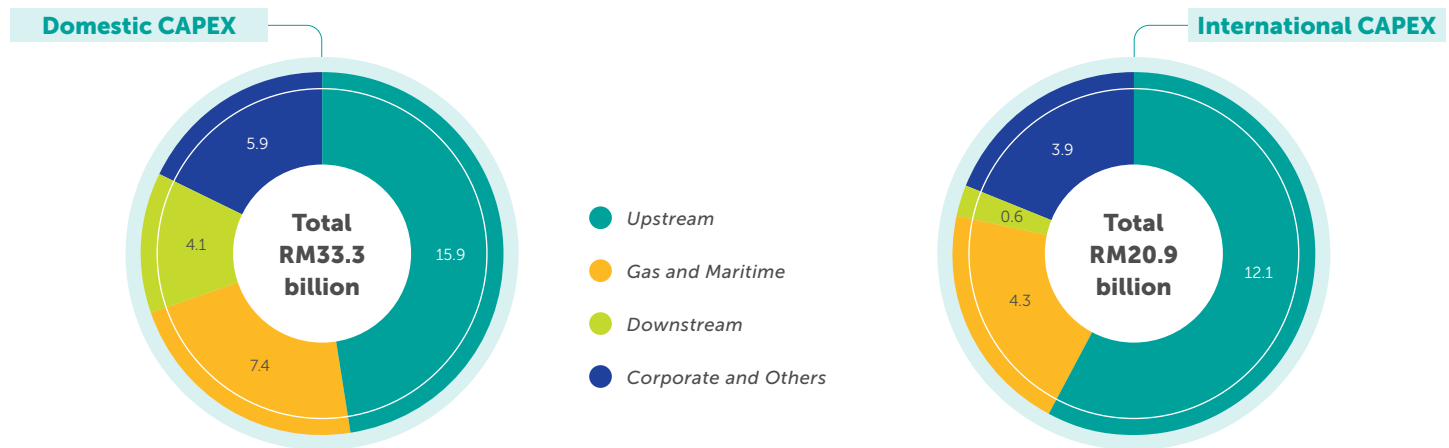 Domestic CAPEX
5.9
4.1
15.9
7.4
Total
RM33.3
billion
Upstream
Gas and Maritime
Downstream
Corporate and Others
International CAPEX
3.9
0.6
12.1
4.3
Total
RM20.9
billion